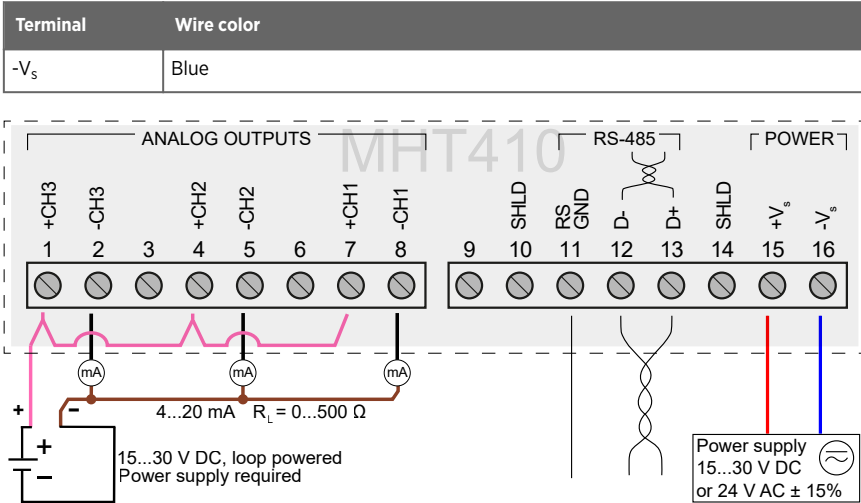 Terminal Wire color
-Vs Blue
MHT410
ANALOG OUTPUTS RS-485 POWER
+CH3 -CH3 +CH2 -CH2 +CH1 -CH1 SHLD RS GND D- D+ SHLD +Vs -Vs
1 2 3 4 5 6 7 8 9 10 11 12 13 14 15 16
mA mA mA
+ - 4...20 mA RL = 0...500 Ω
+ 15...30 V DC, loop powered
- Power supply required
Power supply
15...30 V DC
or 24 V AC ± 15%